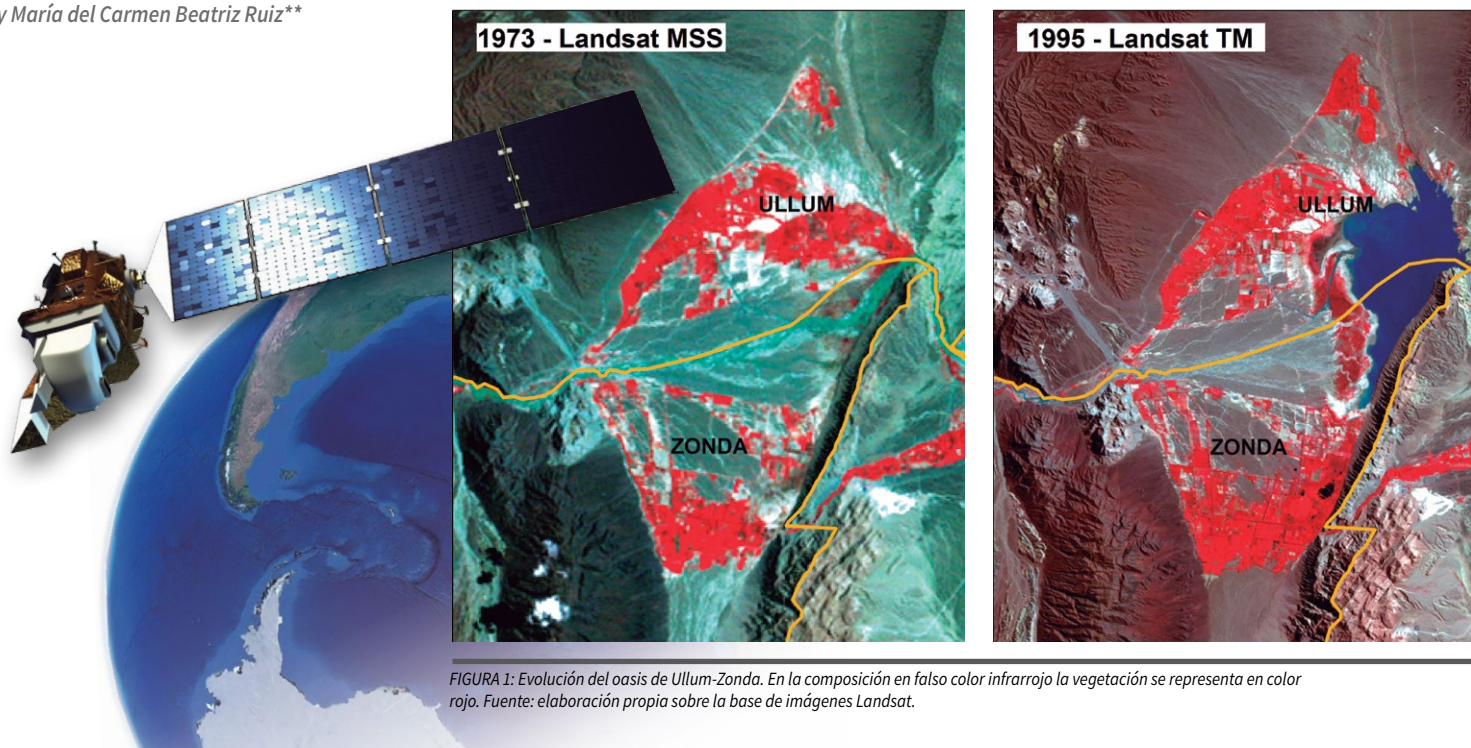 y María del Carmen Beatriz Ruiz**
1973 - Landsat MSS
ULLUM
ZONDA
1995 - Landsat TM
ULLUM
ZONDA
FIGURA 1: Evolución del oasis de Ullum-Zonda. En la composición en falso color infrarrojo la vegetación se representa en color
rojo. Fuente: elaboración propia sobre la base de imágenes Landsat.